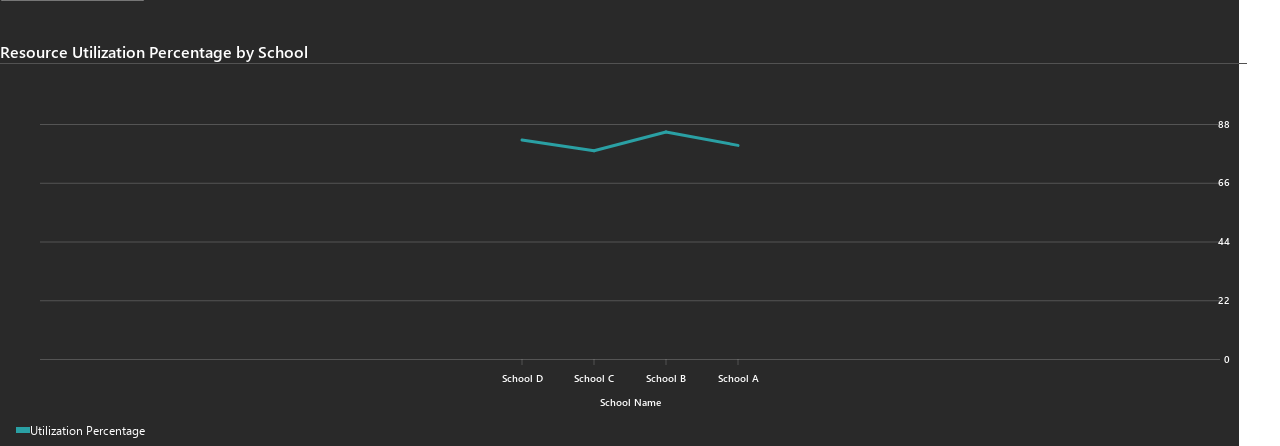 Resource Utilization Percentage by School
88
66
44
22
0
School D School C School B School A
School Name
Utilization Percentage